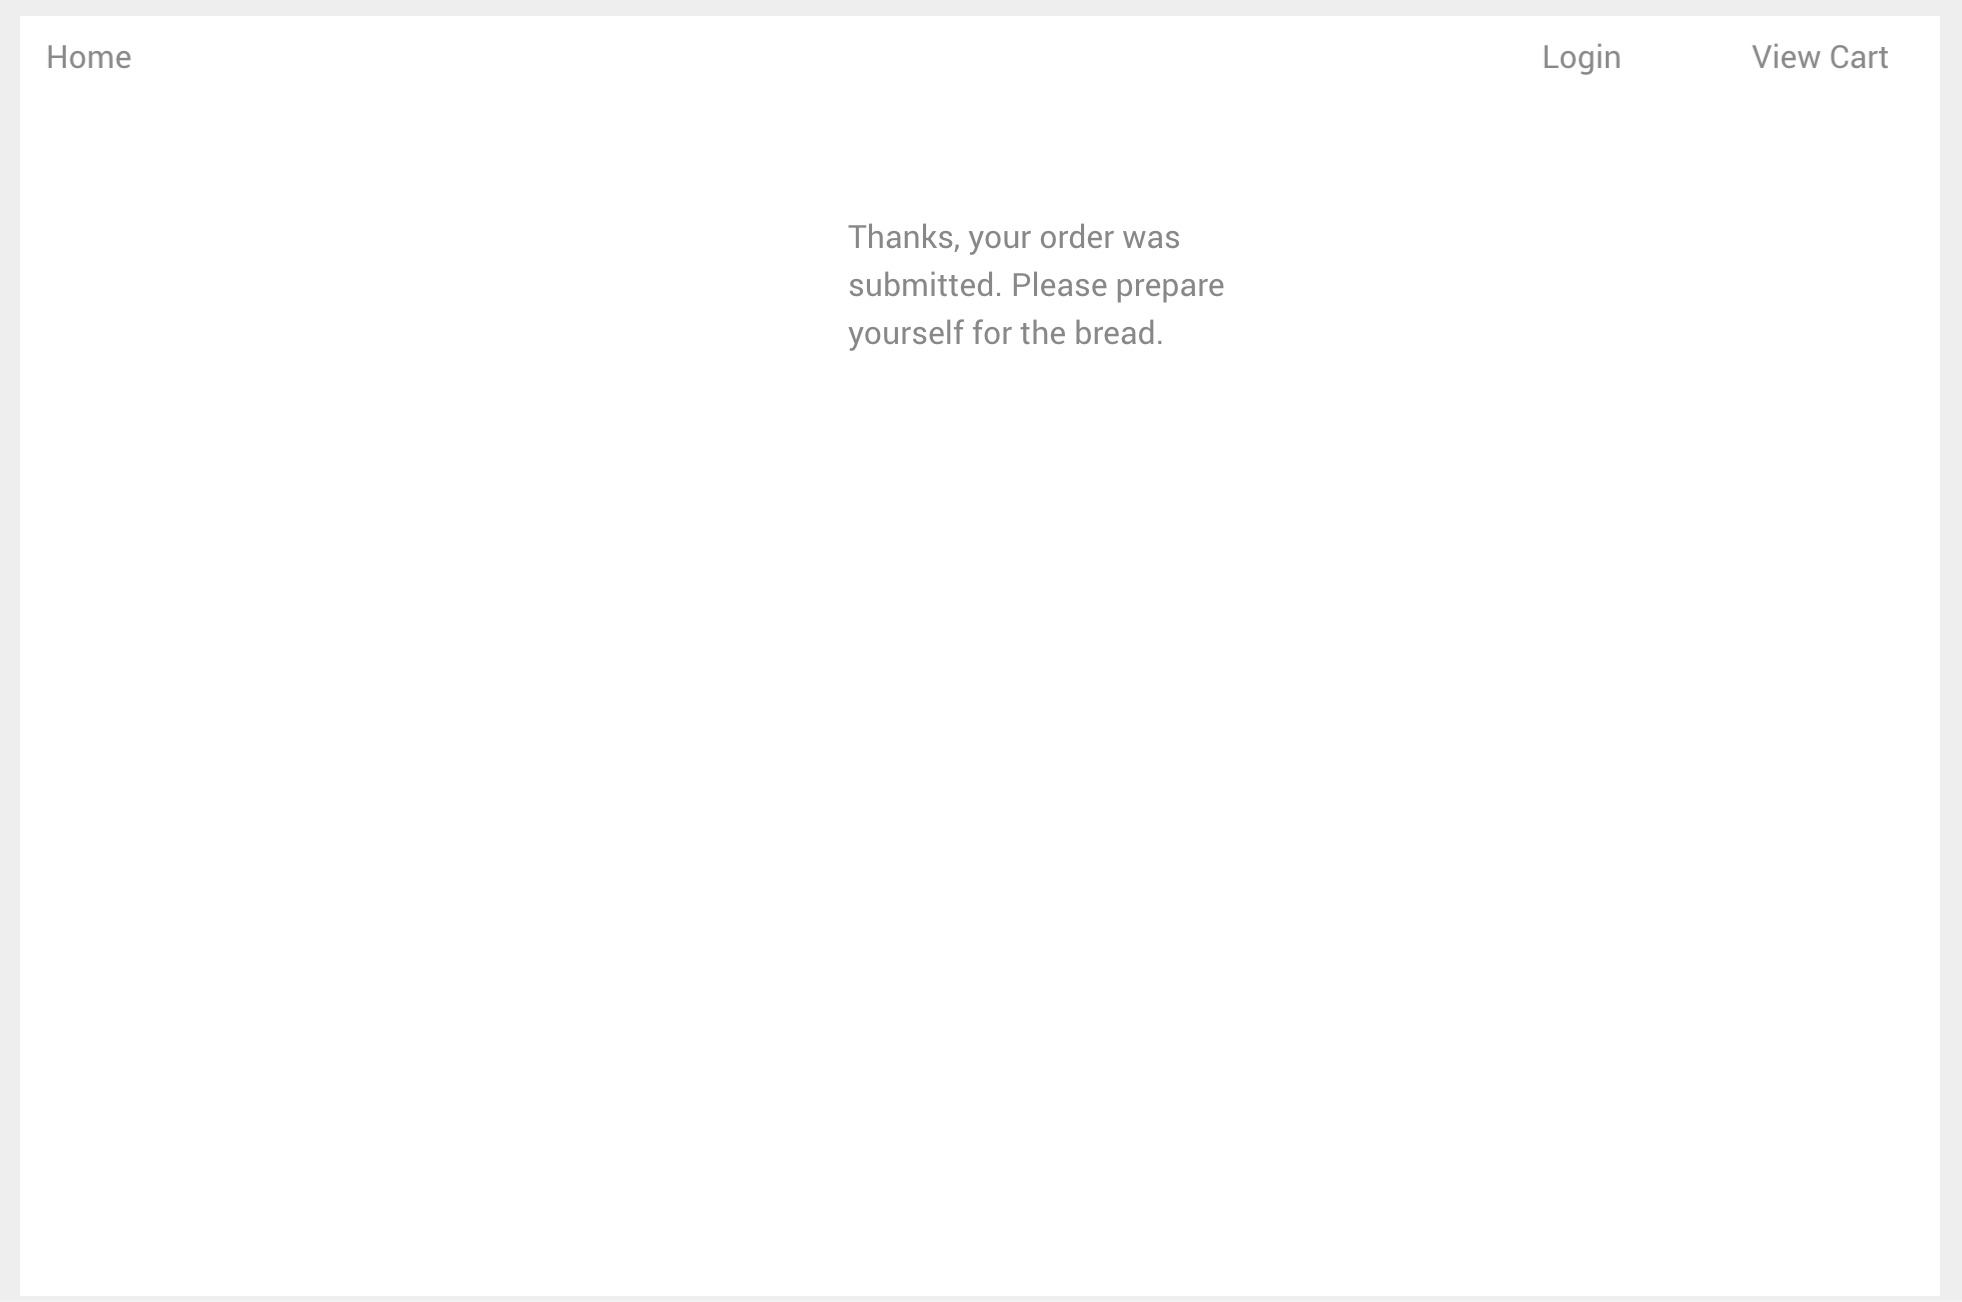 Home
Login
View Cart
Thanks, your order was
submitted. Please prepare
yourself for the bread.